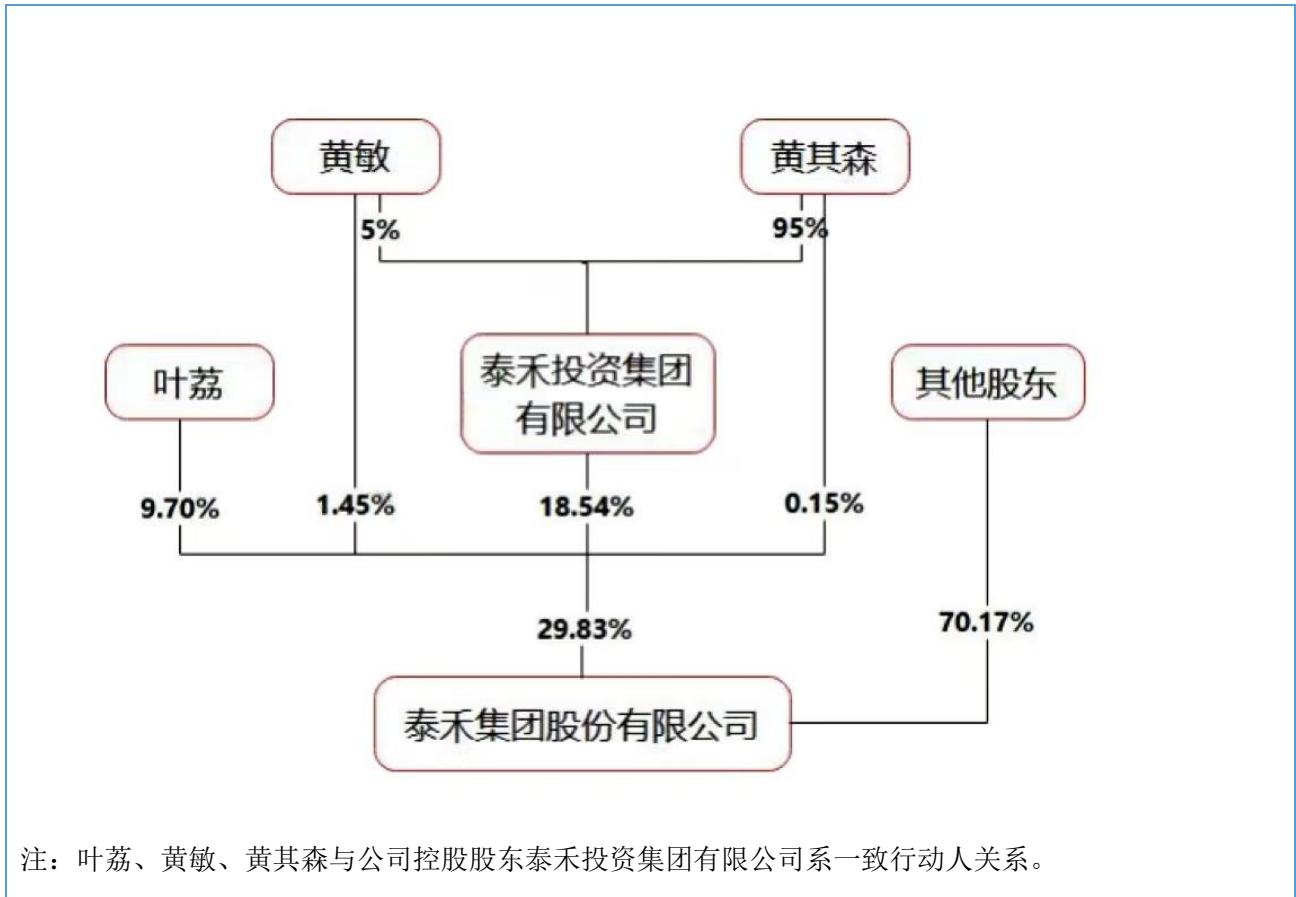 黄敏
黄其森
5%
95%
叶荔
泰禾投资集团
有限公司
其他股东
9.70%
1.45%
18.54%
0.15%
29.83%
70.17%
泰禾集团股份有限公司
注：叶荔、黄敏、黄其森与公司控股股东泰禾投资集团有限公司系一致行动人关系。